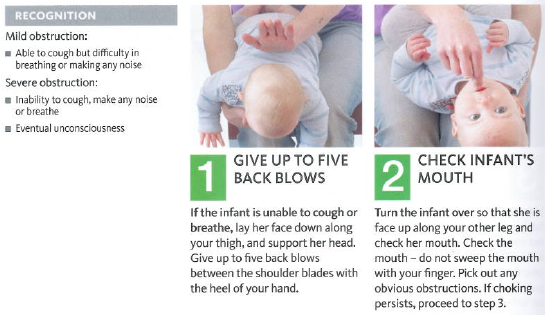 RECOGNITION
Mild obstruction:
■ Able to cough but difficulty in
breathing or making any noise
Severe obstruction:
■ Inability to cough, make any noise
or breathe
■ Eventual unconsciousness
1 GIVE UP TO FIVE
BACK BLOWS
If the infant is unable to cough or
breathe, lay her face down along
your thigh, and support her head.
Give up to five back blows
between the shoulder blades with
the heel of your hand.
2 CHECK INFANT'S
MOUTH
Turn the infant over so that she is
face up along your other leg and
check her mouth. Check the
mouth – do not sweep the mouth
with your finger. Pick out any
obvious obstructions. If choking
persists, proceed to step 3.